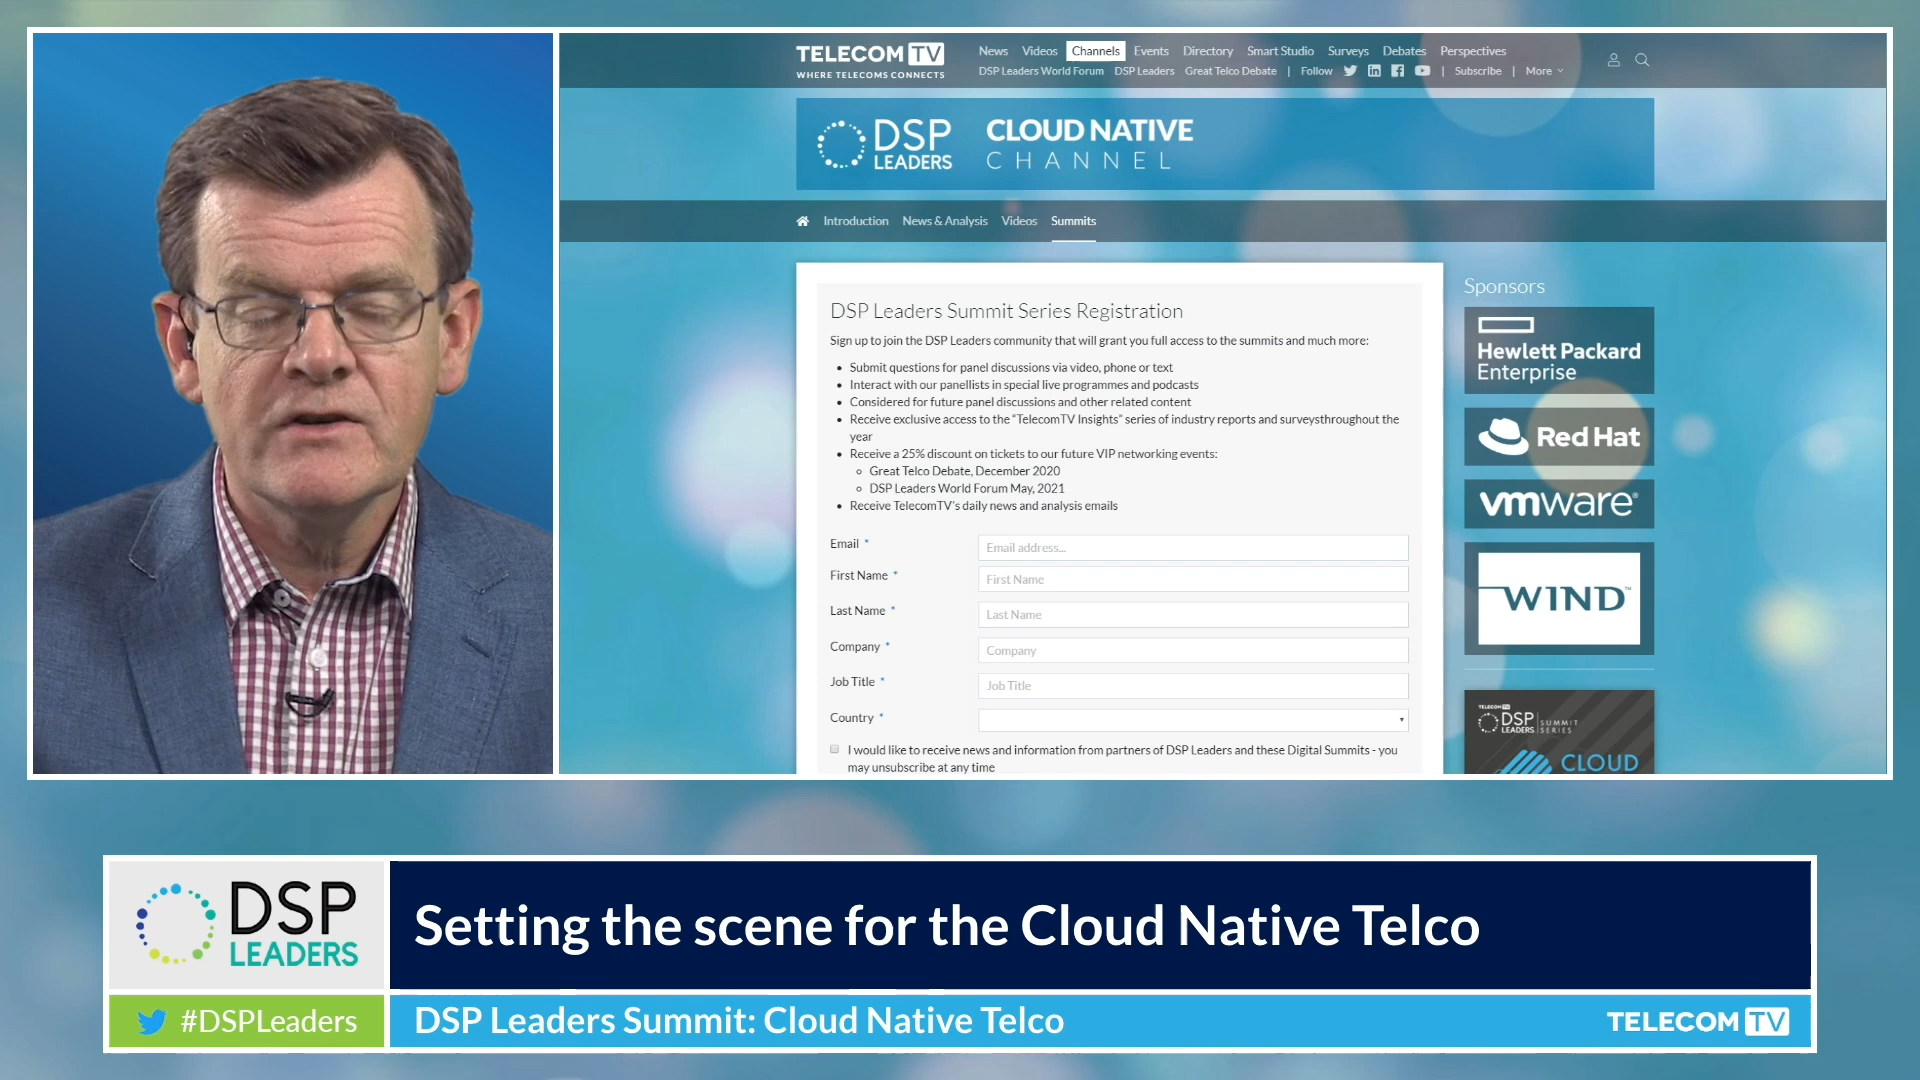 TELECOM TV
WHERE TELECOMS CONNECTS
News Videos Channels Events Directory Smart Studio Surveys Debates Perspectives
DSP Leaders World Forum DSP Leaders Great Telco Debate | Follow | Subscribe | More
DSP
LEADERS
CLOUD NATIVE
CHANNEL
Introduction News & Analysis Videos Summits
DSP Leaders Summit Series Registration
Sign up to join the DSP Leaders community that will grant you full access to the summits and much more:
Submit questions for panel discussions via video, phone or text
Interact with our panellists in special live programmes and podcasts
Considered for future panel discussions and other related content
Receive exclusive access to the “TelecomTV Insights” series of industry reports and surveysthroughout the
year
Receive a 25% discount on tickets to our future VIP networking events:
Great Telco Debate, December 2020
DSP Leaders World Forum May, 2021
Receive TelecomTV's daily news and analysis emails
Email * Email address...
First Name * First Name
Last Name * Last Name
Company * Company
Job Title * Job Title
Country *
I would like to receive news and information from partners of DSP Leaders and these Digital Summits - you
may unsubscribe at any time
Sponsors
Hewlett Packard
Enterprise
Red Hat
vmware®
WIND™
TELECOM TV
DSP
LEADERS
SUMMIT
SERIES
CLOUD
DSP
LEADERS
Setting the scene for the Cloud Native Telco
#DSPLeaders
DSP Leaders Summit: Cloud Native Telco
TELECOM TV